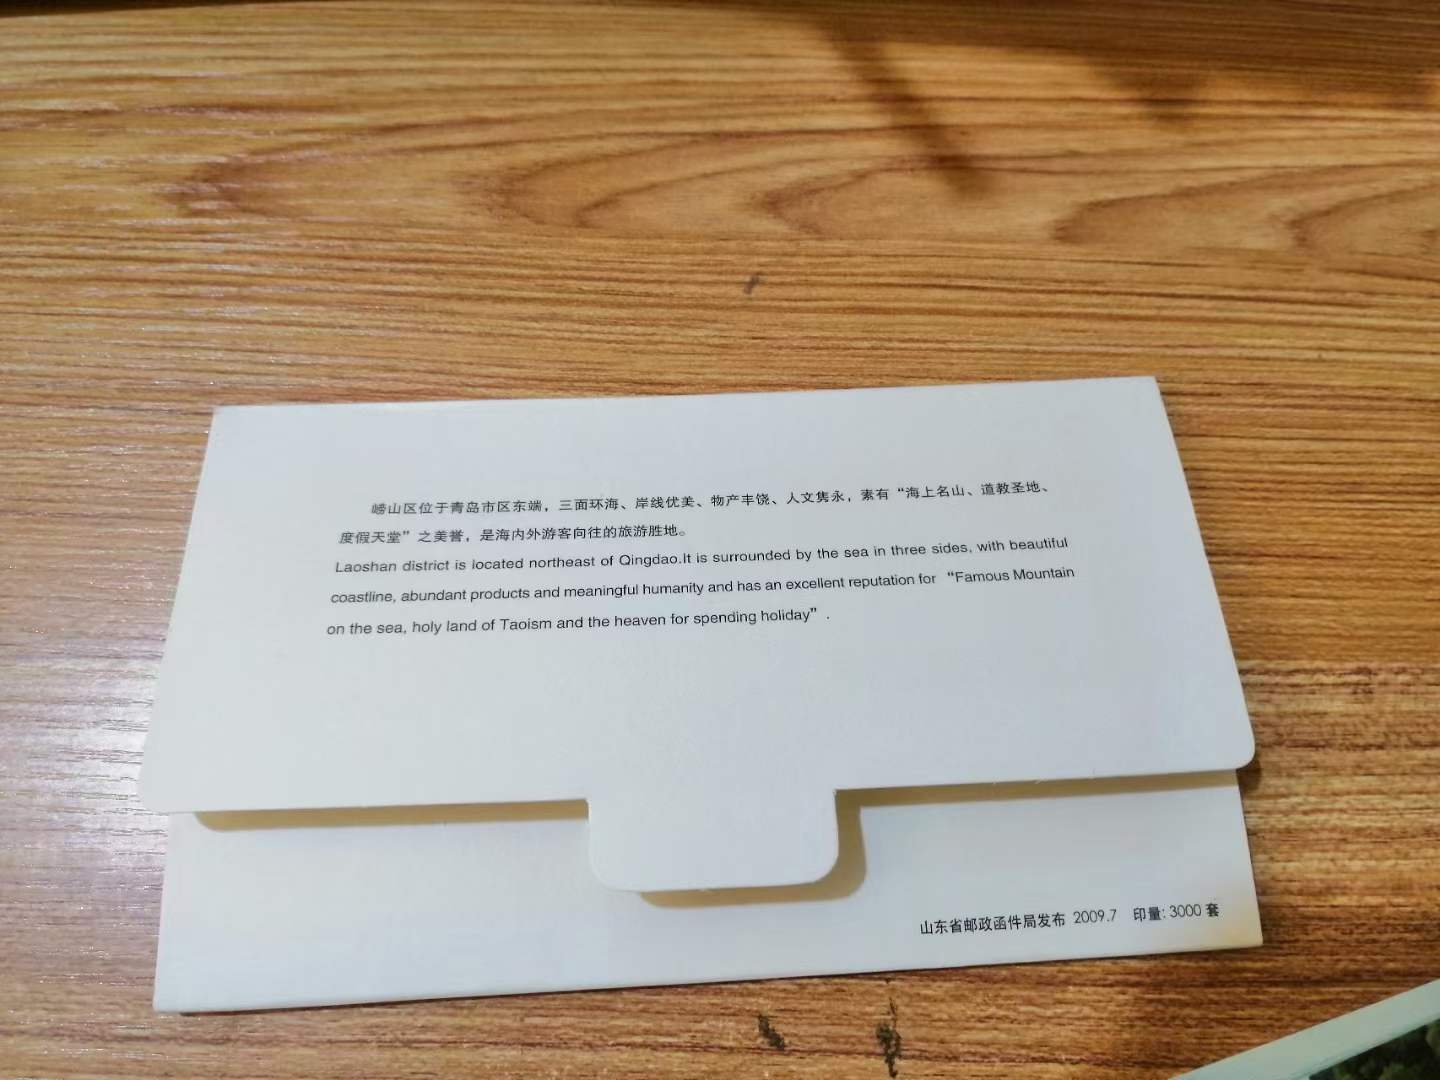 崂山区位于青岛市区东端，三面环海、岸线优美、物产丰饶、人文隽永，素有“海上名山、道教圣地、
度假天堂”之美誉，是海内外游客向往的旅游胜地。
Laoshan district is located northeast of Qingdao.It is surrounded by the sea in three sides, with beautiful
coastline, abundant products and meaningful humanity and has an excellent reputation for “Famous Mountain
on the sea, holy land of Taoism and the heaven for spending holiday”.
山东省邮政函件局发布 2009.7 印量: 3000 套